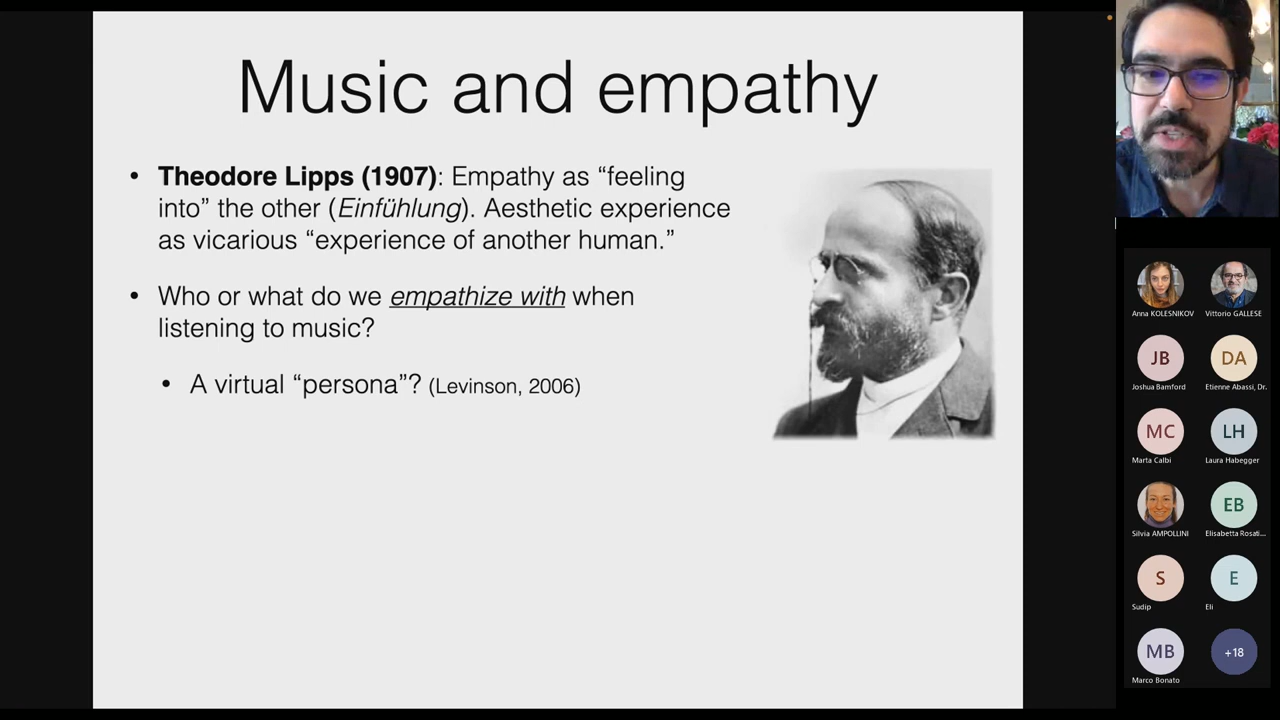 Music and empathy
• Theodore Lipps (1907): Empathy as “feeling
into” the other (Einfühlung). Aesthetic experience
as vicarious “experience of another human.”
• Who or what do we empathize with when
listening to music?
• A virtual “persona”? (Levinson, 2006)
Anna KOLESNIKOV
Vittorio GALLESE
JB
DA
Joshua Bamford
Etienne Abassi, Dr.
MC
LH
Marta Calbi
Laura Habegger
EB
Silvia AMPOLLINI
Elisabetta Rosati...
S
E
Sudip
Eli
MB
+18
Marco Bonato